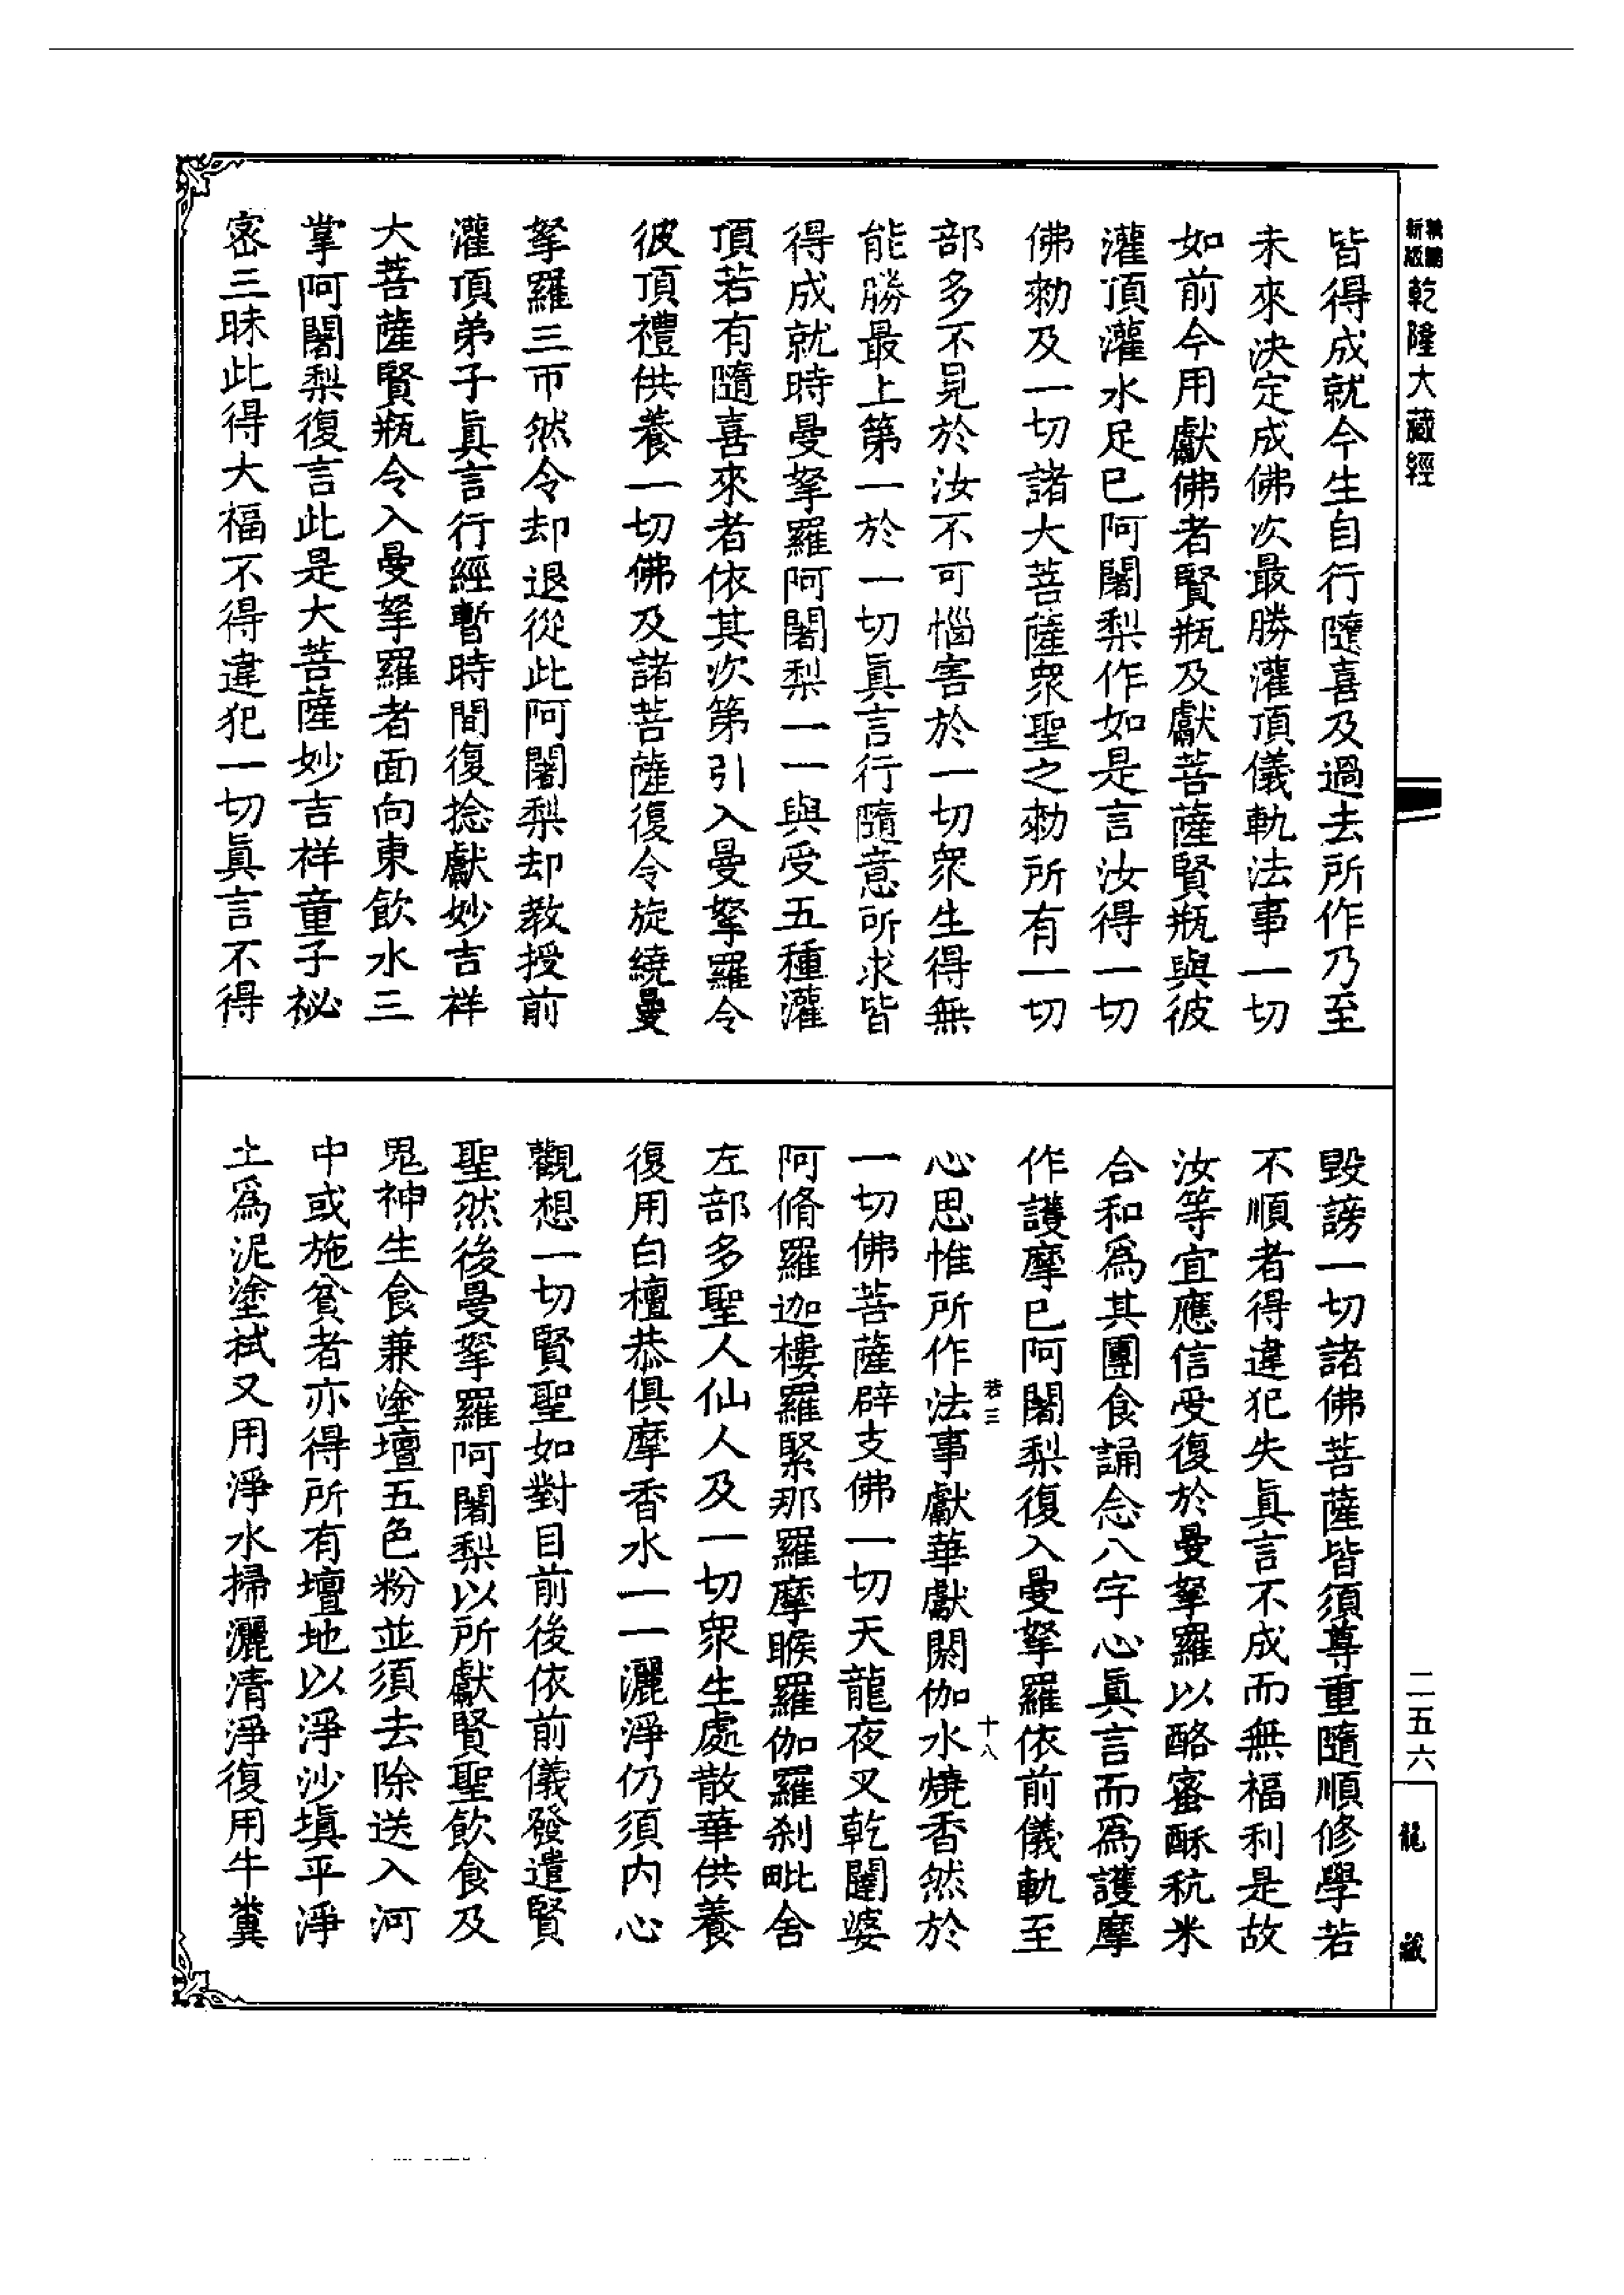 新版
乾隆大藏經
皆得成就今生自行隨喜及過去所作乃至
未來決定成佛次最勝灌頂儀軌法事一切
如前今用獻佛者賢瓶及獻菩薩賢瓶與彼
灌頂灌水足已阿闍梨作如是言汝得一切
佛勑及一切諸大菩薩衆聖之勑所有一切
部多不見於汝不可惱害於一切衆生得無
能勝最上第一於一切眞言行隨意所求皆
得成就時曼拏羅阿闍梨一一與受五種灌
頂若有隨喜來者依其次第引入曼拏羅令
彼頂禮供養一切佛及諸菩薩復令旋繞曼
拏羅三帀然令却退從此阿闍梨却教授前
灌頂弟子眞言行經暫時間復捻獻妙吉祥
大菩薩賢瓶令入曼拏羅者面向東飲水三
掌阿闍梨復言此是大菩薩妙吉祥童子祕
密三昧此得大福不得違犯一切眞言不得
毀謗一切諸佛菩薩皆須尊重隨順修學若
不順者得違犯失眞言不成而無福利是故
汝等宜應信受復於曼拏羅以酪蜜酥秔米
合和爲其團食誦念八字心眞言而爲護摩
作護摩已阿闍梨復入曼拏羅依前儀軌至
若三
十八
心思惟所作法事獻華獻閼伽水燒香然於
一切佛菩薩辟支佛一切天龍夜叉乾闥婆
阿脩羅迦樓羅緊那羅摩睺羅伽羅刹毗舍
左部多聖人仙人及一切衆生處散華供養
復用白檀恭俱摩香水一一灑淨仍須內心
觀想一切賢聖如對目前後依前儀發遣賢
聖然後曼拏羅阿闍梨以所獻賢聖飲食及
鬼神生食兼塗壇五色粉並須去除送入河
中或施貧者亦得所有壇地以淨沙塡平淨
土爲泥塗拭又用淨水掃灑清淨復用牛糞
二五六
龍藏